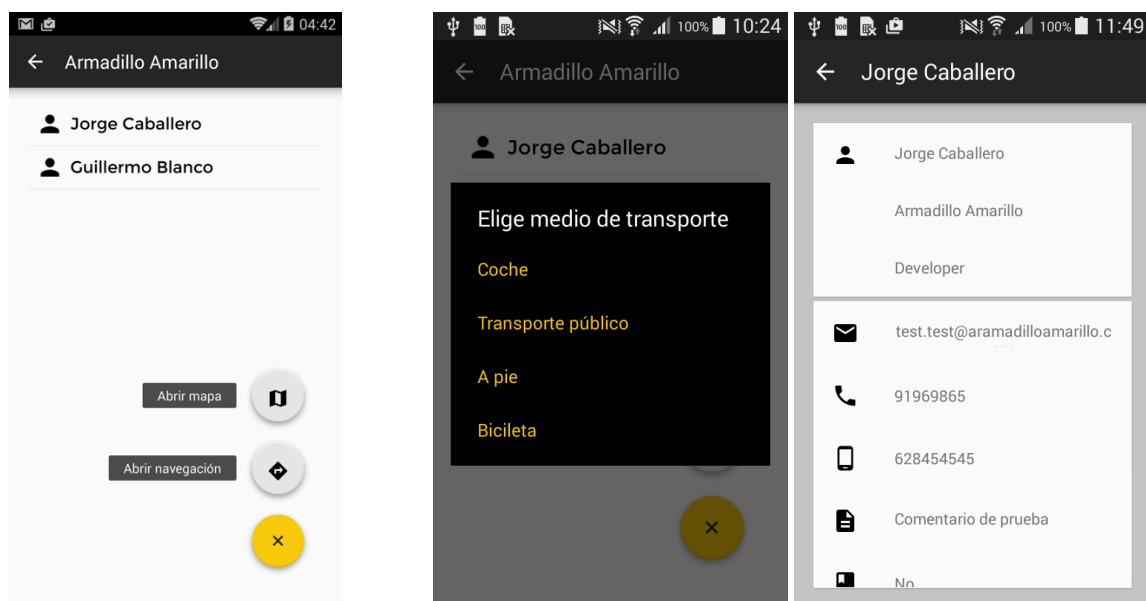 04:42
Armadillo Amarillo
Jorge Caballero
Guillermo Blanco
Abrir mapa
Abrir navegación
100% 10:24
Armadillo Amarillo
Jorge Caballero
Elige medio de transporte
Coche
Transporte público
A pie
Bicileta
100% 11:49
Jorge Caballero
Jorge Caballero
Armadillo Amarillo
Developer
test.test@aramadilloamarillo.c
91969865
628454545
Comentario de prueba
No